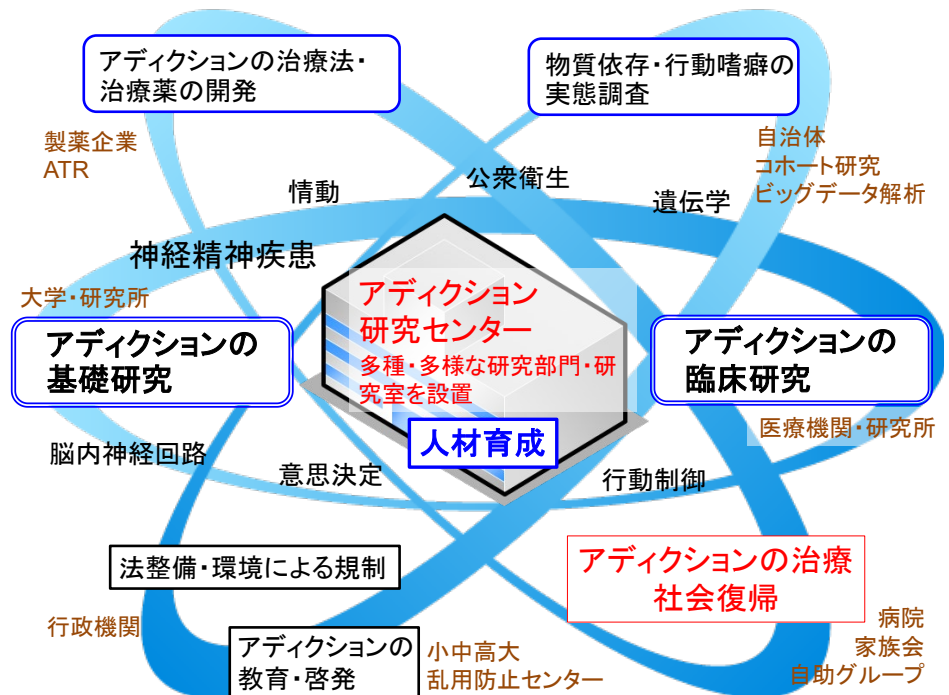 アディクションの治療法・
治療薬の開発
物質依存・行動嗜癖の
実態調査
製薬企業
ATR
自治体
コホート研究
ビッグデータ解析
情動
公衆衛生
遺伝学
神経精神疾患
大学・研究所
アディクションの
基礎研究
アディクション
研究センター
多種・多様な研究部門・研
究室を設置
人材育成
アディクションの
臨床研究
医療機関・研究所
脳内神経回路
意思決定
行動制御
法整備・環境による規制
アディクションの治療
社会復帰
行政機関
アディクションの
教育・啓発
小中高大
乱用防止センター
病院
家族会
自助グループ